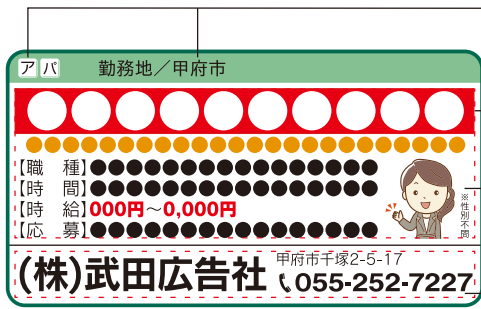 アパ 勤務地／甲府市
○○○○○○○○○○
●●●●●●●●●●●●●●●●●●●●●●●●
【職　種】●●●●●●●●●●●●●●●●
【時　間】●●●●●●●●●●●●●●●●
【時　給】000円～0,000円
【応　募】●●●●●●●●●●●●●●●●
※性別不問
(株)武田広告社
甲府市千塚2-5-17
055-252-7227